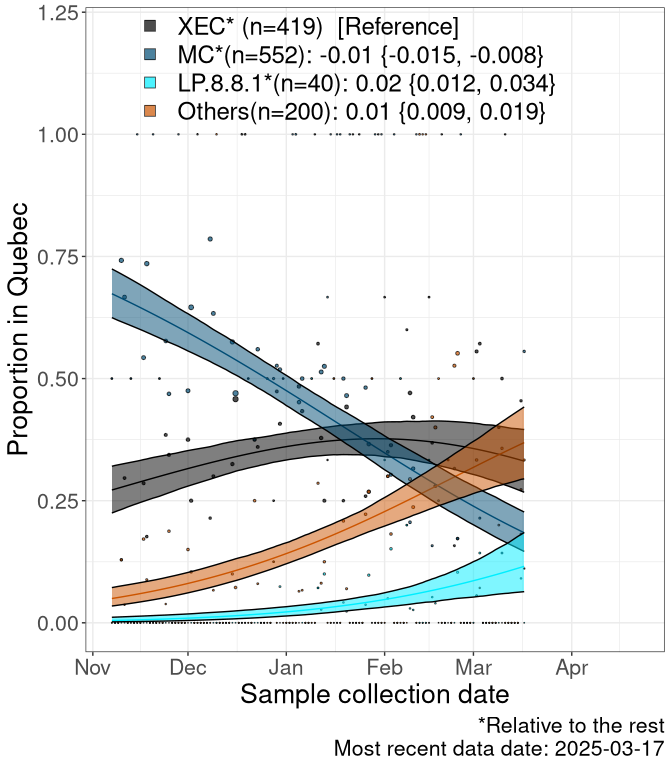 XEC* (n=419) [Reference]
MC*(n=552): -0.01 {-0.015, -0.008}
LP.8.8.1*(n=40): 0.02 {0.012, 0.034}
Others(n=200): 0.01 {0.009, 0.019}
Proportion in Quebec
1.25
1.00
0.75
0.50
0.25
0.00
Nov Dec Jan Feb Mar Apr
Sample collection date
*Relative to the rest
Most recent data date: 2025-03-17